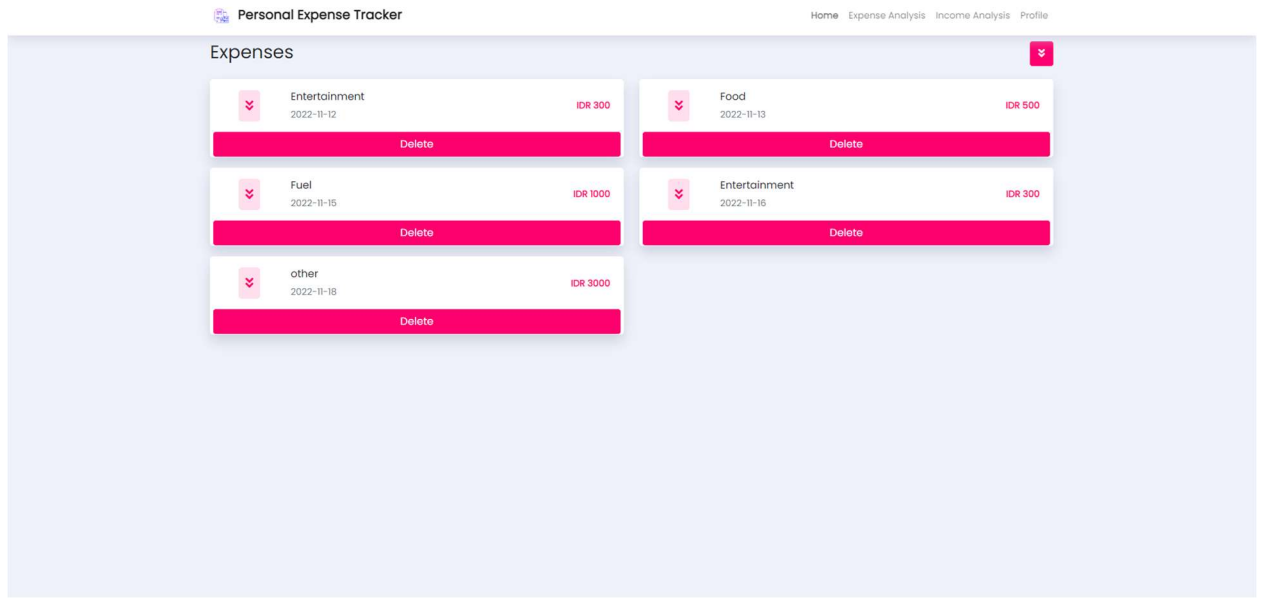 Personal Expense Tracker
Home Expense Analysis Income Analysis Profile
Expenses
Entertainment
2022-11-12
IDR 300
Delete
Food
2022-11-13
IDR 500
Delete
Fuel
2022-11-15
IDR 1000
Delete
Entertainment
2022-11-16
IDR 300
Delete
other
2022-11-18
IDR 3000
Delete